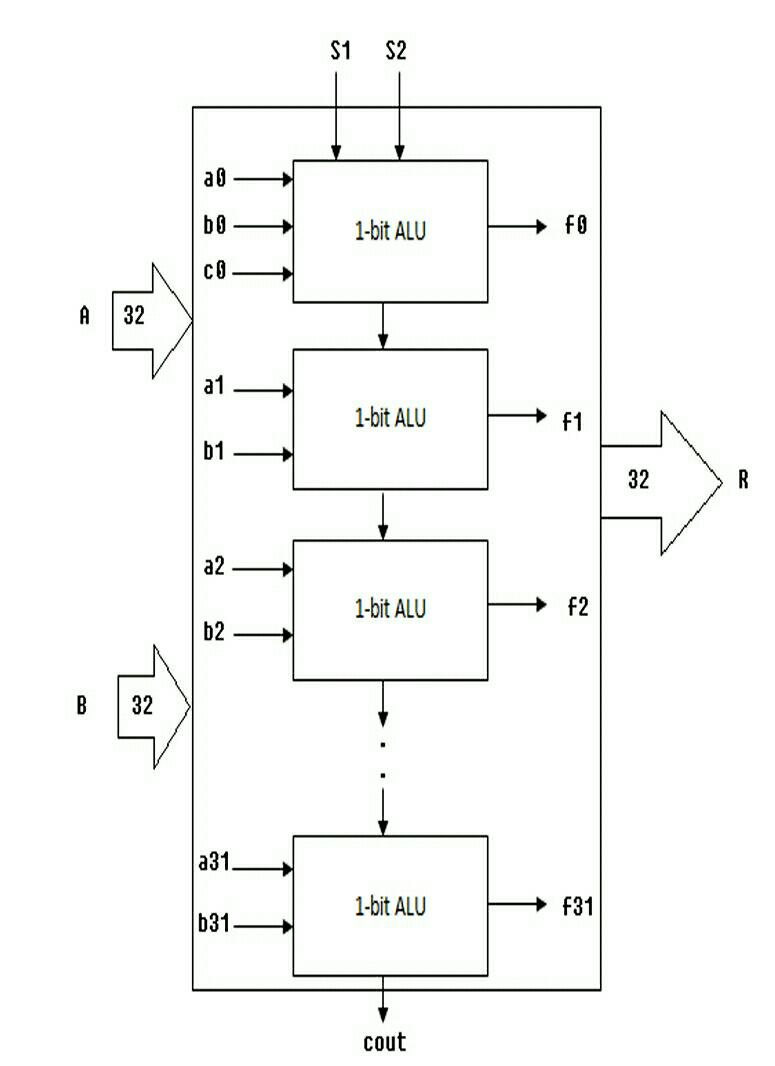 S1 S2
a0
b0
c0
1-bit ALU
f0
A
32
a1
b1
1-bit ALU
f1
32
R
a2
b2
1-bit ALU
f2
B
32
a31
b31
1-bit ALU
f31
cout